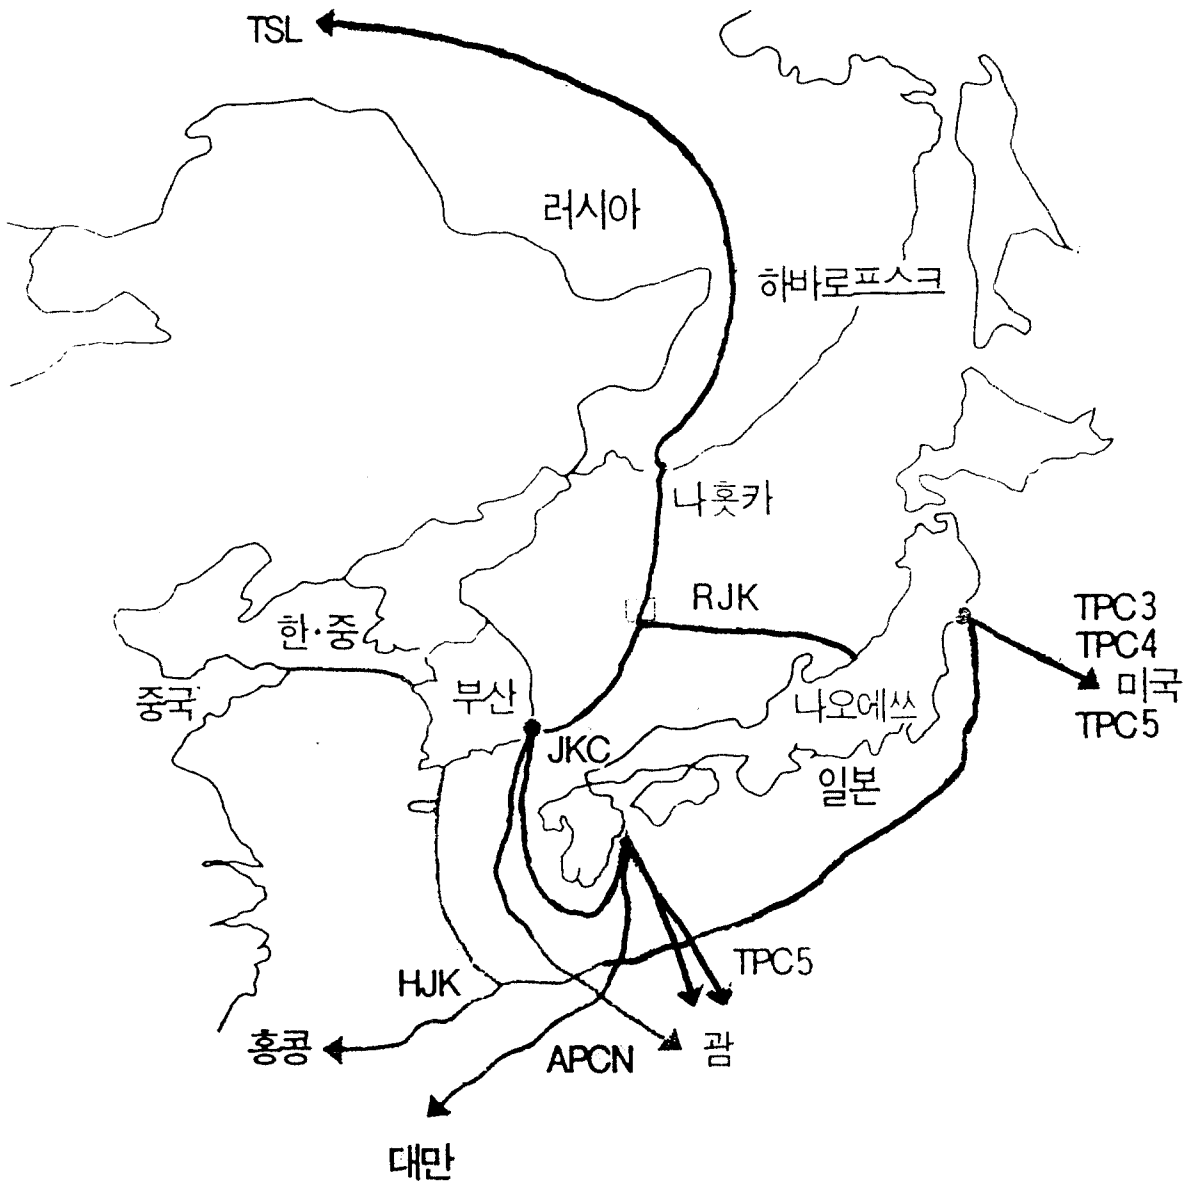 TSL
러시아
하바로프스크
나홋카
RJK
TPC3
TPC4
미국
TPC5
한·중
중국
부산
나오에쓰
JKC
일본
TPC5
HJK
홍콩
APCN
괌
대만